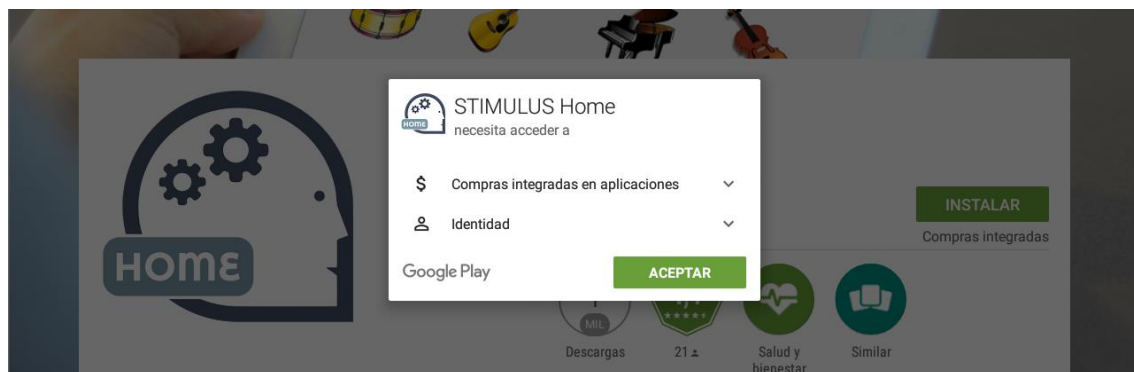 STIMULUS Home
necesita acceder a
HOME
$ Compras integradas en aplicaciones
Identidad
Google Play
ACEPTAR
INSTALAR
Compras integradas
HOME
MIL
Descargas
21
Salud y
bienestar
Similar